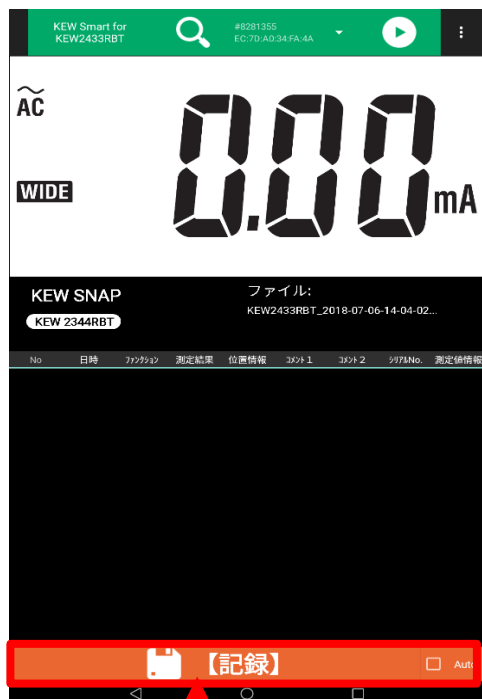 KEW Smart for
KEW2433RBT
#8281355
EC:7D:A0:34:FA:4A
AC
WIDE
0.00 mA
KEW SNAP
KEW 2344RBT
ファイル:
KEW2433RBT_2018-07-06-14-04-02...
No 日時 ﾌｧﾝｸｼｮﾝ 測定結果 位置情報 ｺﾒﾝﾄ１ ｺﾒﾝﾄ２ ｼﾘｱﾙNo. 測定値情報
【記録】
Auto